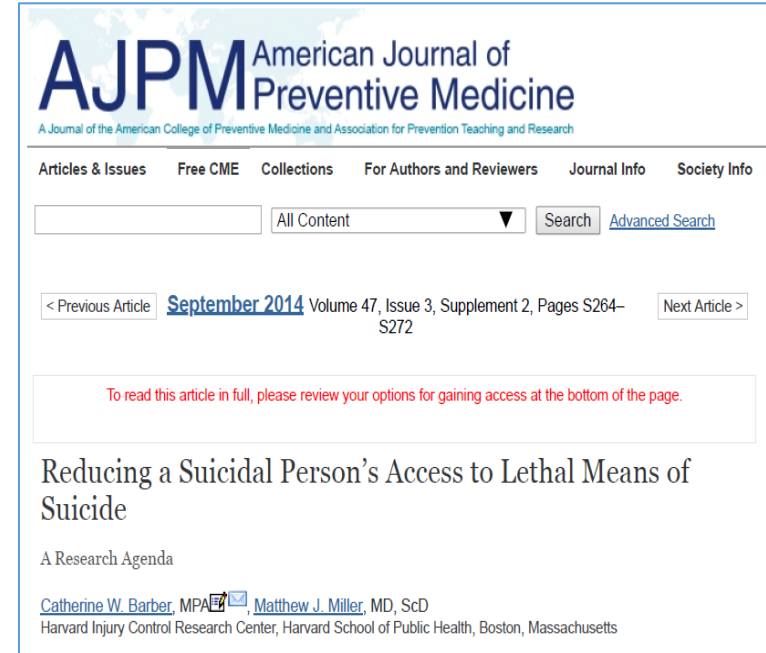 AJPM American Journal of
Preventive Medicine
A Journal of the American College of Preventive Medicine and Association for Prevention Teaching and Research
Articles & Issues Free CME Collections For Authors and Reviewers Journal Info Society Info
All Content ▼ Search Advanced Search
< Previous Article September 2014 Volume 47, Issue 3, Supplement 2, Pages S264–
S272 Next Article >
To read this article in full, please review your options for gaining access at the bottom of the page.
Reducing a Suicidal Person's Access to Lethal Means of
Suicide
A Research Agenda
Catherine W. Barber, MPA, Matthew J. Miller, MD, ScD
Harvard Injury Control Research Center, Harvard School of Public Health, Boston, Massachusetts